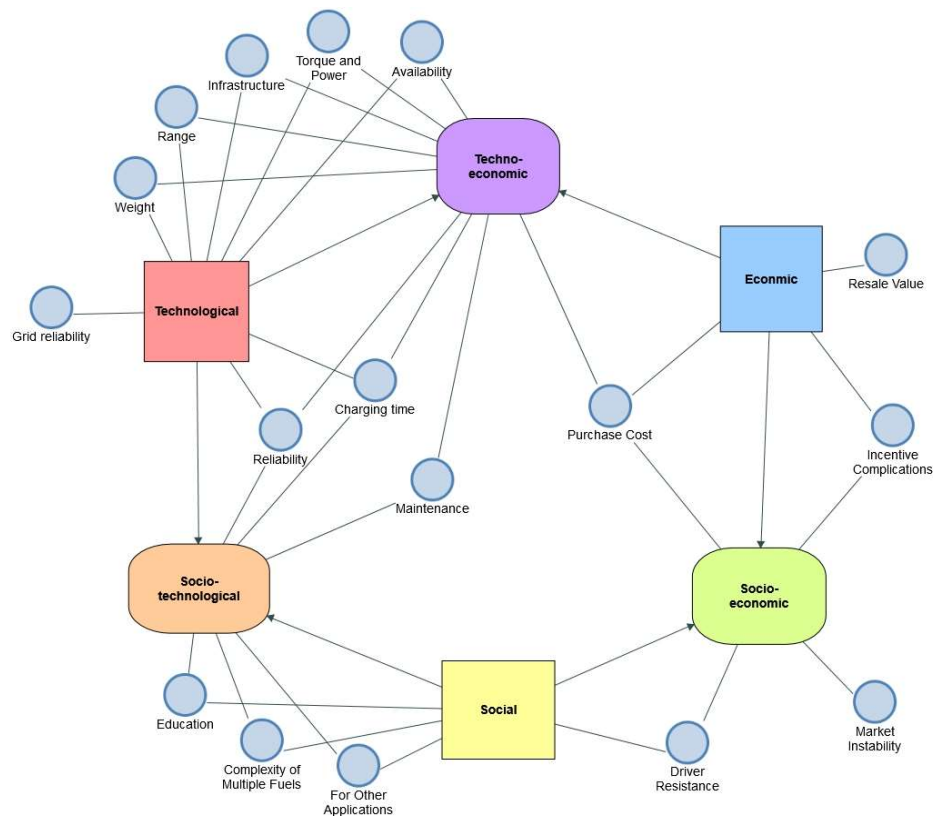 Torque and
Power
Availability
Infrastructure
Range
Weight
Techno-
economic
Grid reliability
Technological
Econmic
Resale Value
Charging time
Reliability
Purchase Cost
Incentive
Complications
Maintenance
Socio-
technological
Socio-
economic
Education
Social
Complexity of
Multiple Fuels
For Other
Applications
Driver
Resistance
Market
Instability